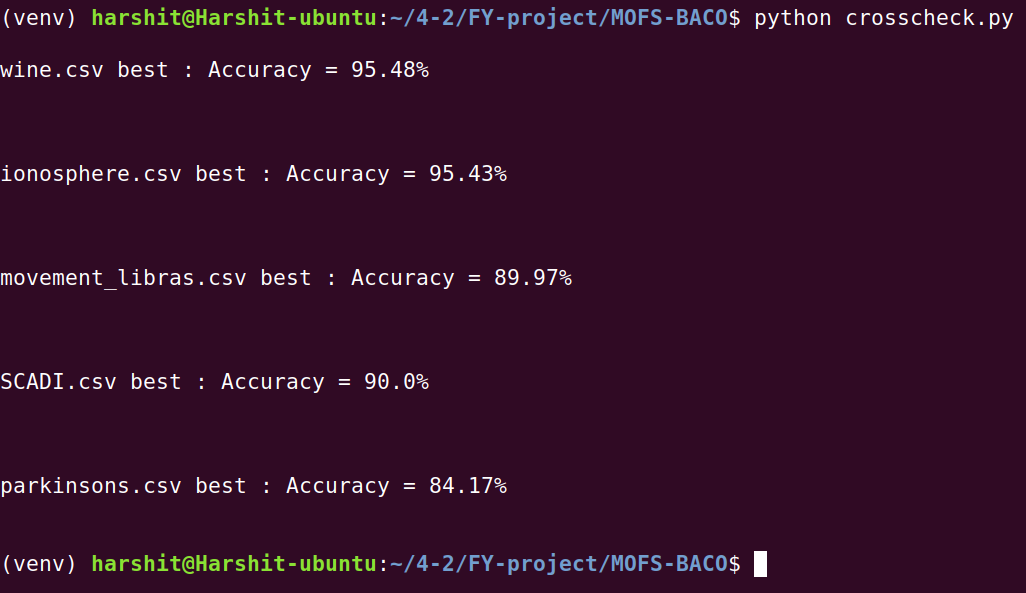 (venv) harshit@Harshit-ubuntu:~/4-2/FY-project/MOFS-BACO$ python crosscheck.py
wine.csv best : Accuracy = 95.48%
ionosphere.csv best : Accuracy = 95.43%
movement_libras.csv best : Accuracy = 89.97%
SCADI.csv best : Accuracy = 90.0%
parkinsons.csv best : Accuracy = 84.17%
(venv) harshit@Harshit-ubuntu:~/4-2/FY-project/MOFS-BACO$